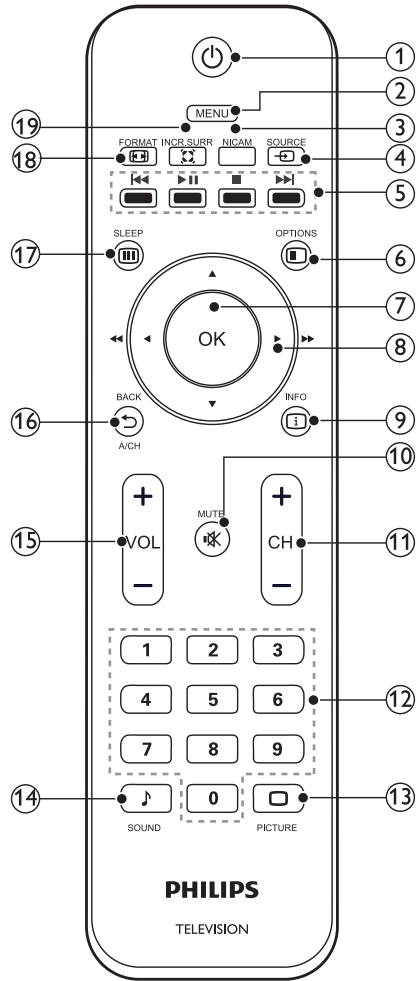 1
MENU
2
19
3
FORMAT INCR.SURR NICAM SOURCE
18
4
5
SLEEP
OPTIONS
17
6
7
OK
8
BACK
INFO
16
i
9
A/CH
10
+
+
MUTE
15
VOL
CH
11
−
−
1 2 3
4 5 6
12
7 8 9
14
0
13
SOUND
PICTURE
PHILIPS
TELEVISION